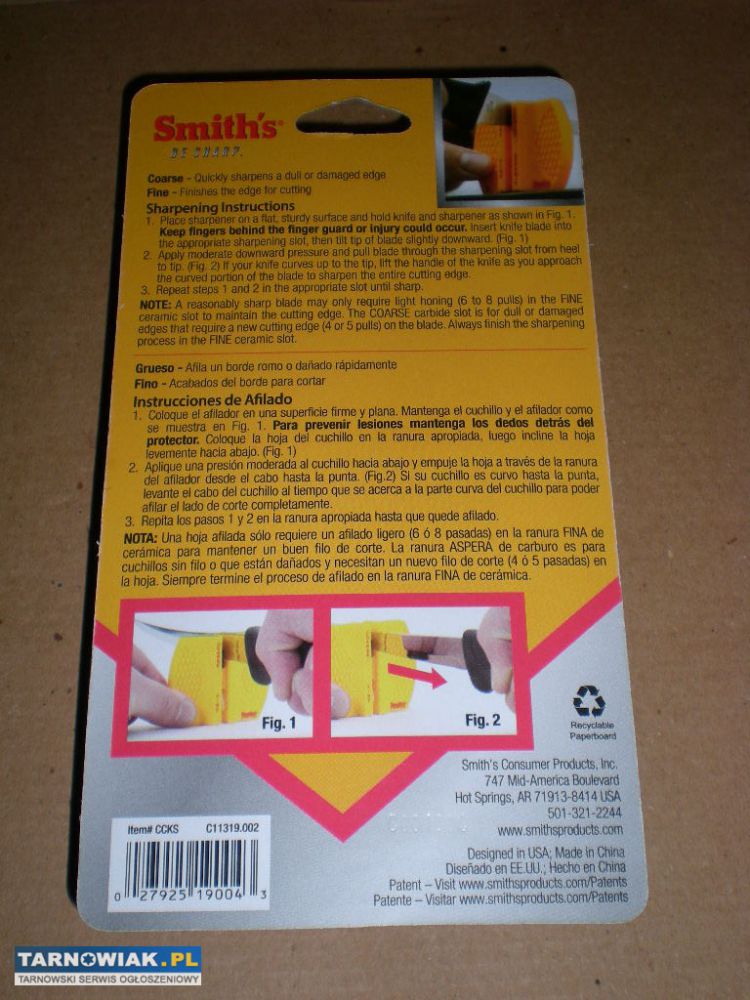 Smith's®
BE SHARP.
Coarse - Quickly sharpens a dull or damaged edge
Fine - Finishes the edge for cutting
Sharpening Instructions
1. Place sharpener on a flat, sturdy surface and hold knife and sharpener as shown in Fig. 1.
Keep fingers behind the finger guard or injury could occur. Insert knife blade into
the appropriate sharpening slot, then tilt tip of blade slightly downward. (Fig. 1)
2. Apply moderate downward pressure and pull blade through the sharpening slot from heel
to tip. (Fig. 2) If your knife curves up to the tip, lift the handle of the knife as you approach
the curved portion of the blade to sharpen the entire cutting edge.
3. Repeat steps 1 and 2 in the appropriate slot until sharp.
NOTE: A reasonably sharp blade may only require light honing (6 to 8 pulls) in the FINE
ceramic slot to maintain the cutting edge. The COARSE carbide slot is for dull or damaged
edges that require a new cutting edge (4 or 5 pulls) on the blade. Always finish the sharpening
process in the FINE ceramic slot.
Grueso - Afila un borde romo o dañado rápidamente
Fino - Acabados del borde para cortar
Instrucciones de Afilado
1. Coloque el afilador en una superficie firme y plana. Mantenga el cuchillo y el afilador como
se muestra en Fig. 1. Para prevenir lesiones mantenga los dedos detrás del
protector. Coloque la hoja del cuchillo en la ranura apropiada, luego incline la hoja
levemente hacia abajo. (Fig. 1)
2. Aplique una presión moderada al cuchillo hacia abajo y empuje la hoja a través de la ranura
del afilador desde el cabo hasta la punta. (Fig.2) Si su cuchillo es curvo hasta la punta,
levante el cabo del cuchillo al tiempo que se acerca a la parte curva del cuchillo para poder
afilar el lado de corte completamente.
3. Repita los pasos 1 y 2 en la ranura apropiada hasta que quede afilado.
NOTA: Una hoja afilada sólo requiere un afilado ligero (6 ó 8 pasadas) en la ranura FINA de
cerámica para mantener un buen filo de corte. La ranura ASPERA de carburo es para
cuchillos sin filo o que están dañados y necesitan un nuevo filo de corte (4 ó 5 pasadas) en
la hoja. Siempre termine el proceso de afilado en la ranura FINA de cerámica.
Smith's
Smith's
Fig. 1
Fig. 2
Recyclable
Paperboard
Smith's Consumer Products, Inc.
747 Mid-America Boulevard
Hot Springs, AR 71913-8414 USA
501-321-2244
www.smithsproducts.com
Item# CCKS C11319.002
0 27925 19004 3
Designed in USA; Made in China
Diseñado en EE.UU.; Hecho en China
Patent – Visit www.smithsproducts.com/Patents
Patente – Visitar www.smithsproducts.com/Patents
TARNOWIAK.PL
TARNOWSKI SERWIS OGŁOSZENIOWY